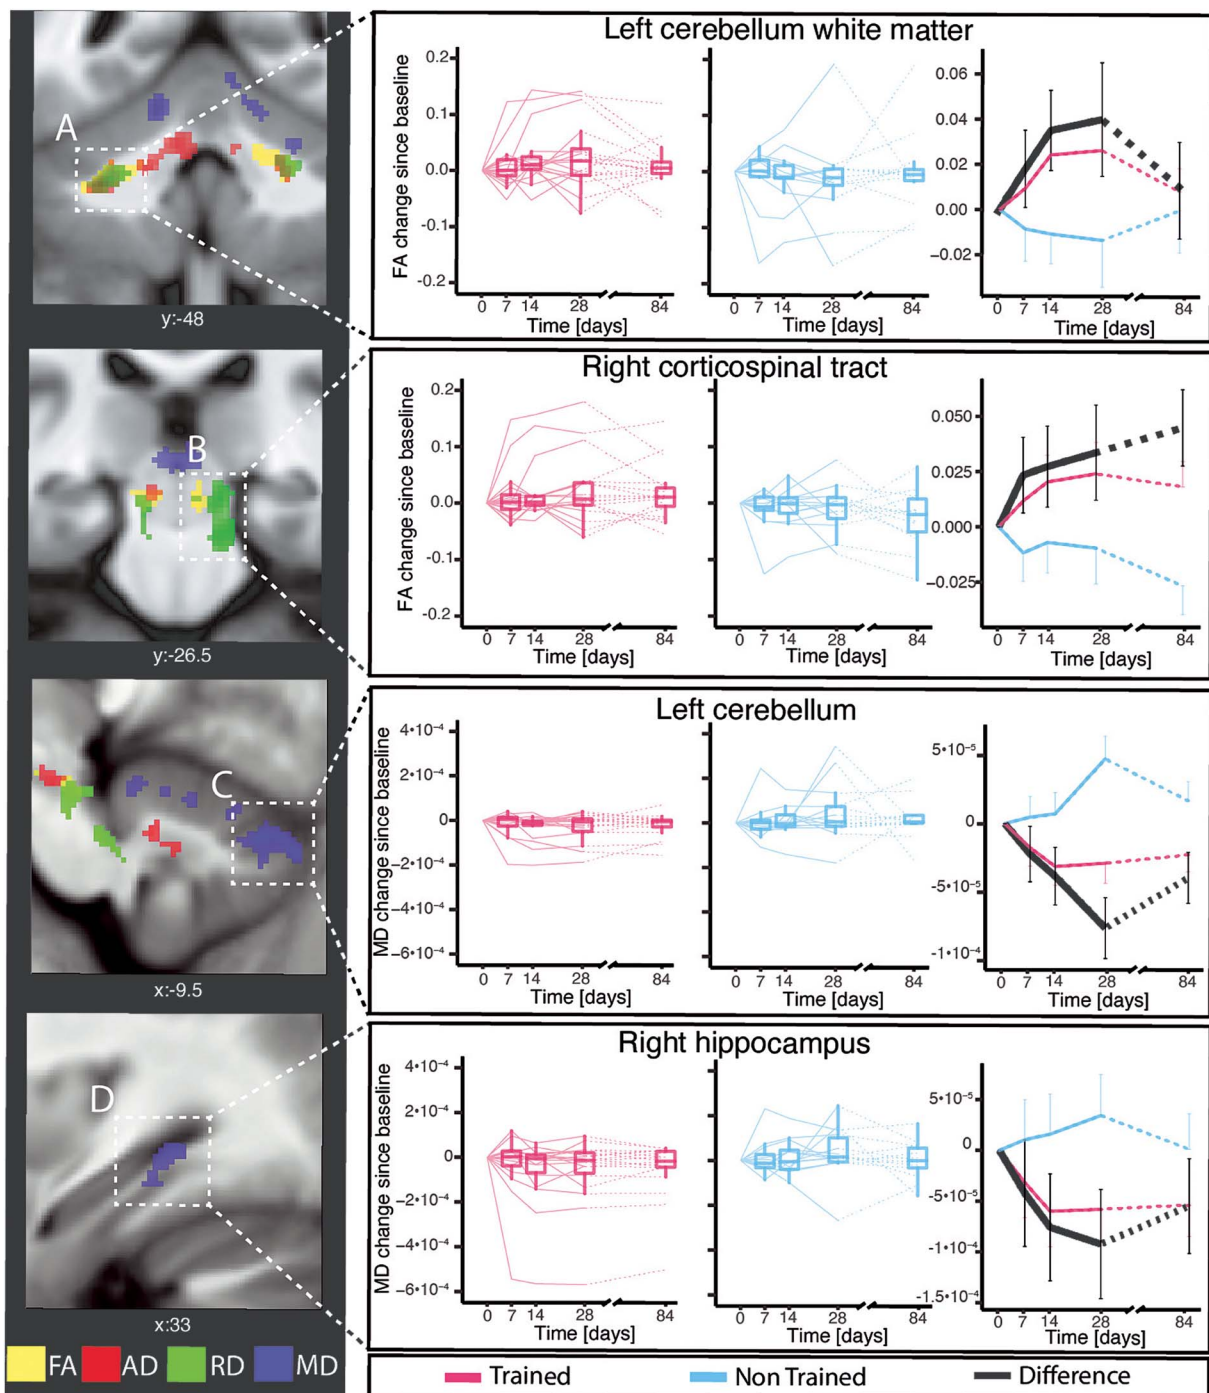 A
y:-48
B
y:-26.5
C
x:-9.5
D
x:33
FA AD RD MD
Left cerebellum white matter
FA change since baseline
0.2
0.1
0.0
-0.1
-0.2
0 7 14 28 84
Time [days]
0 7 14 28 84
Time [days]
0.06
0.04
0.02
0.00
-0.02
0 7 14 28 84
Time [days]
Right corticospinal tract
FA change since baseline
0.2
0.1
0.0
-0.1
-0.2
0 7 14 28 84
Time [days]
0 7 14 28 84
Time [days]
0.050
0.025
0.000
-0.025
0 7 14 28 84
Time [days]
Left cerebellum
MD change since baseline
4•10⁻⁴
2•10⁻⁴
0
-2•10⁻⁴
-4•10⁻⁴
-6•10⁻⁴
0 7 14 28 84
Time [days]
0 7 14 28 84
Time [days]
5•10⁻⁵
0
-5•10⁻⁵
-1•10⁻⁴
0 7 14 28 84
Time [days]
Right hippocampus
MD change since baseline
4•10⁻⁴
2•10⁻⁴
0
-2•10⁻⁴
-4•10⁻⁴
-6•10⁻⁴
0 7 14 28 84
Time [days]
0 7 14 28 84
Time [days]
5•10⁻⁵
0
-5•10⁻⁵
-1•10⁻⁴
-1.5•10⁻⁴
0 7 14 28 84
Time [days]
Trained Non Trained Difference